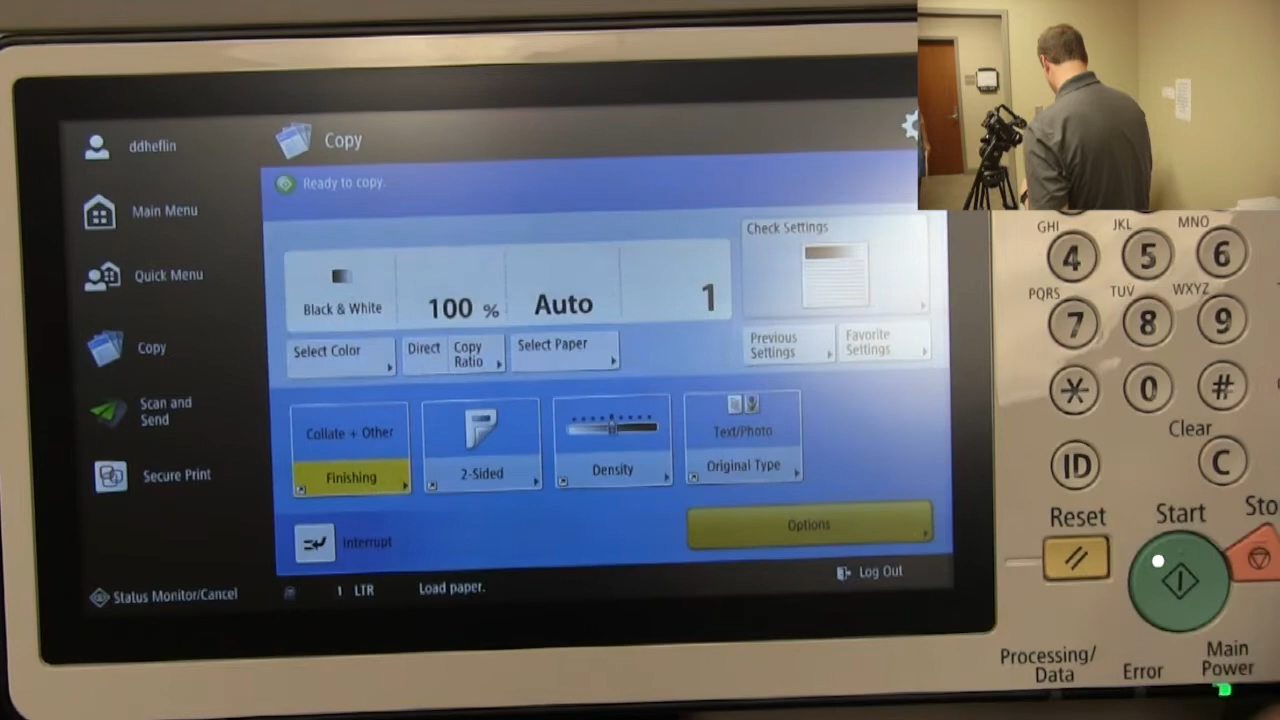 ddheflin
Main Menu
Quick Menu
Copy
Scan and
Send
Secure Print
Status Monitor/Cancel
Copy
Ready to copy.
Black & White
100 %
Auto
1
Check Settings
Select Color
Direct
Copy
Ratio
Select Paper
Previous
Settings
Favorite
Settings
Collate + Other
Finishing
2-Sided
Density
Text/Photo
Original Type
Interrupt
Options
1 LTR
Load paper.
Log Out
GHI
4
JKL
5
MNO
6
PQRS
7
TUV
8
WXYZ
9
*
0
#
Clear
ID
C
Reset
Start
Sto
Processing/
Data
Error
Main
Power